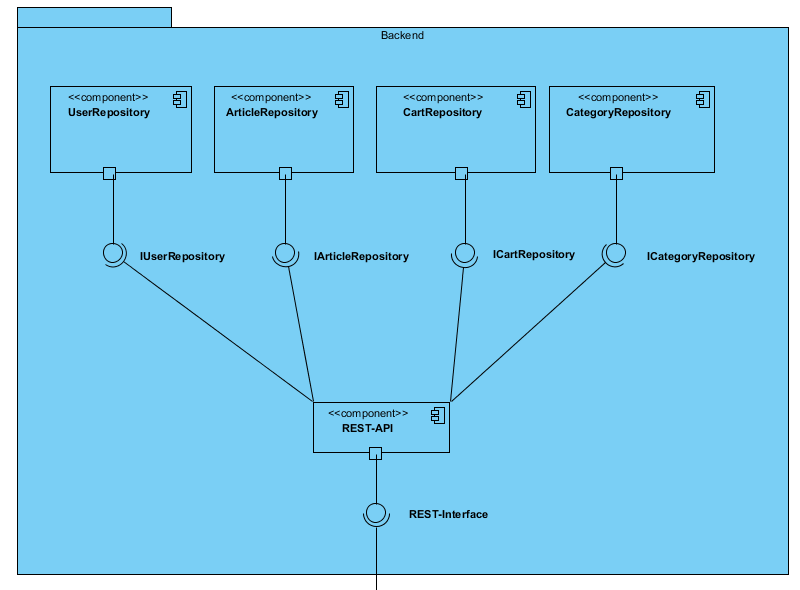 Backend
<<component>>
UserRepository
<<component>>
ArticleRepository
<<component>>
CartRepository
<<component>>
CategoryRepository
IUserRepository
IArticleRepository
ICartRepository
ICategoryRepository
<<component>>
REST-API
REST-Interface